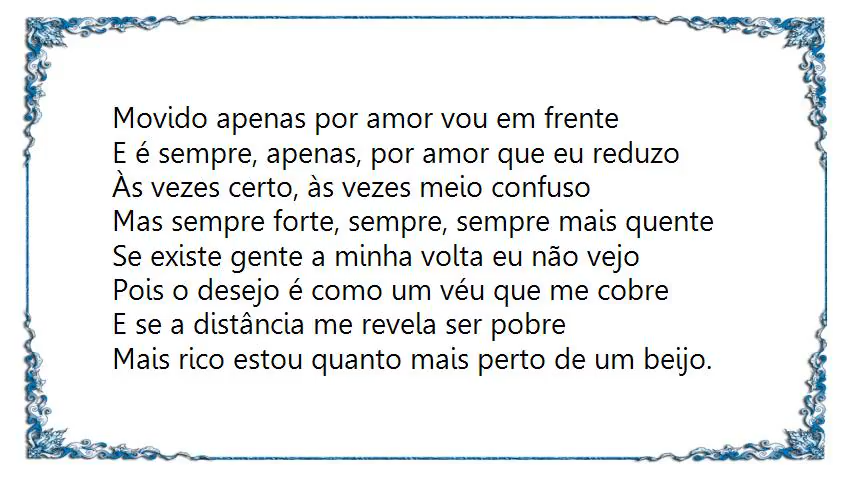 Movido apenas por amor vou em frente
E é sempre, apenas, por amor que eu reduzo
Às vezes certo, às vezes meio confuso
Mas sempre forte, sempre, sempre mais quente
Se existe gente a minha volta eu não vejo
Pois o desejo é como um véu que me cobre
E se a distância me revela ser pobre
Mais rico estou quanto mais perto de um beijo.